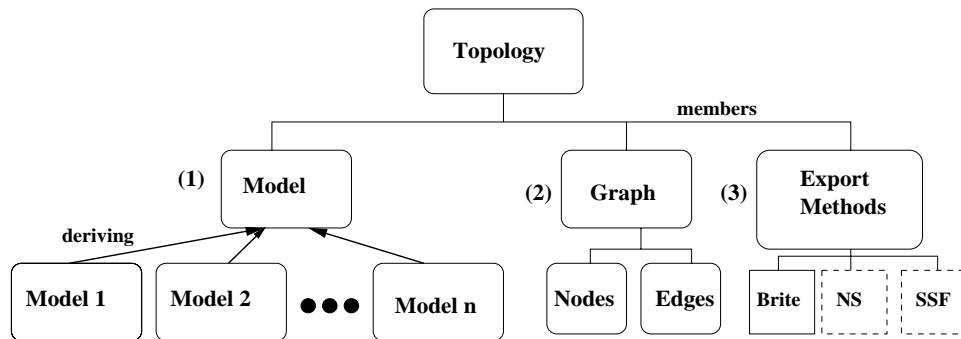 Topology
members
(1)
Model
(2)
Graph
(3)
Export
Methods
deriving
Model 1
Model 2
Model n
Nodes
Edges
Brite
NS
SSF